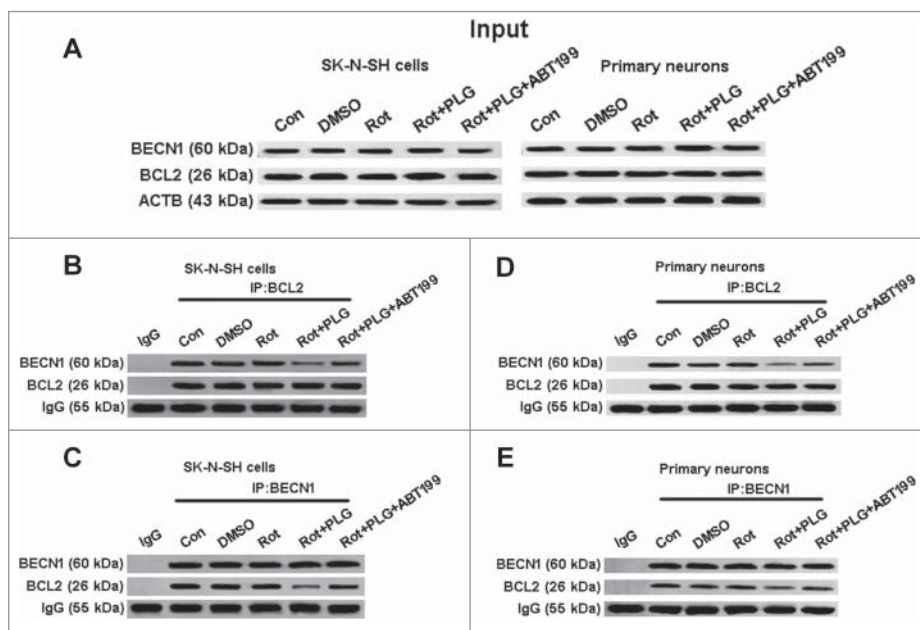 Input
A
SK-N-SH cells
Primary neurons
Con DMSO Rot Rot+PLG Rot+PLG+ABT199
Con DMSO Rot Rot+PLG Rot+PLG+ABT199
BECN1 (60 kDa)
BCL2 (26 kDa)
ACTB (43 kDa)
B
SK-N-SH cells
IP:BCL2
IgG Con DMSO Rot Rot+PLG Rot+PLG+ABT199
BECN1 (60 kDa)
BCL2 (26 kDa)
IgG (55 kDa)
D
Primary neurons
IP:BCL2
IgG Con DMSO Rot Rot+PLG Rot+PLG+ABT199
BECN1 (60 kDa)
BCL2 (26 kDa)
IgG (55 kDa)
C
SK-N-SH cells
IP:BECN1
IgG Con DMSO Rot Rot+PLG Rot+PLG+ABT199
BECN1 (60 kDa)
BCL2 (26 kDa)
IgG (55 kDa)
E
Primary neurons
IP:BECN1
IgG Con DMSO Rot Rot+PLG Rot+PLG+ABT199
BECN1 (60 kDa)
BCL2 (26 kDa)
IgG (55 kDa)